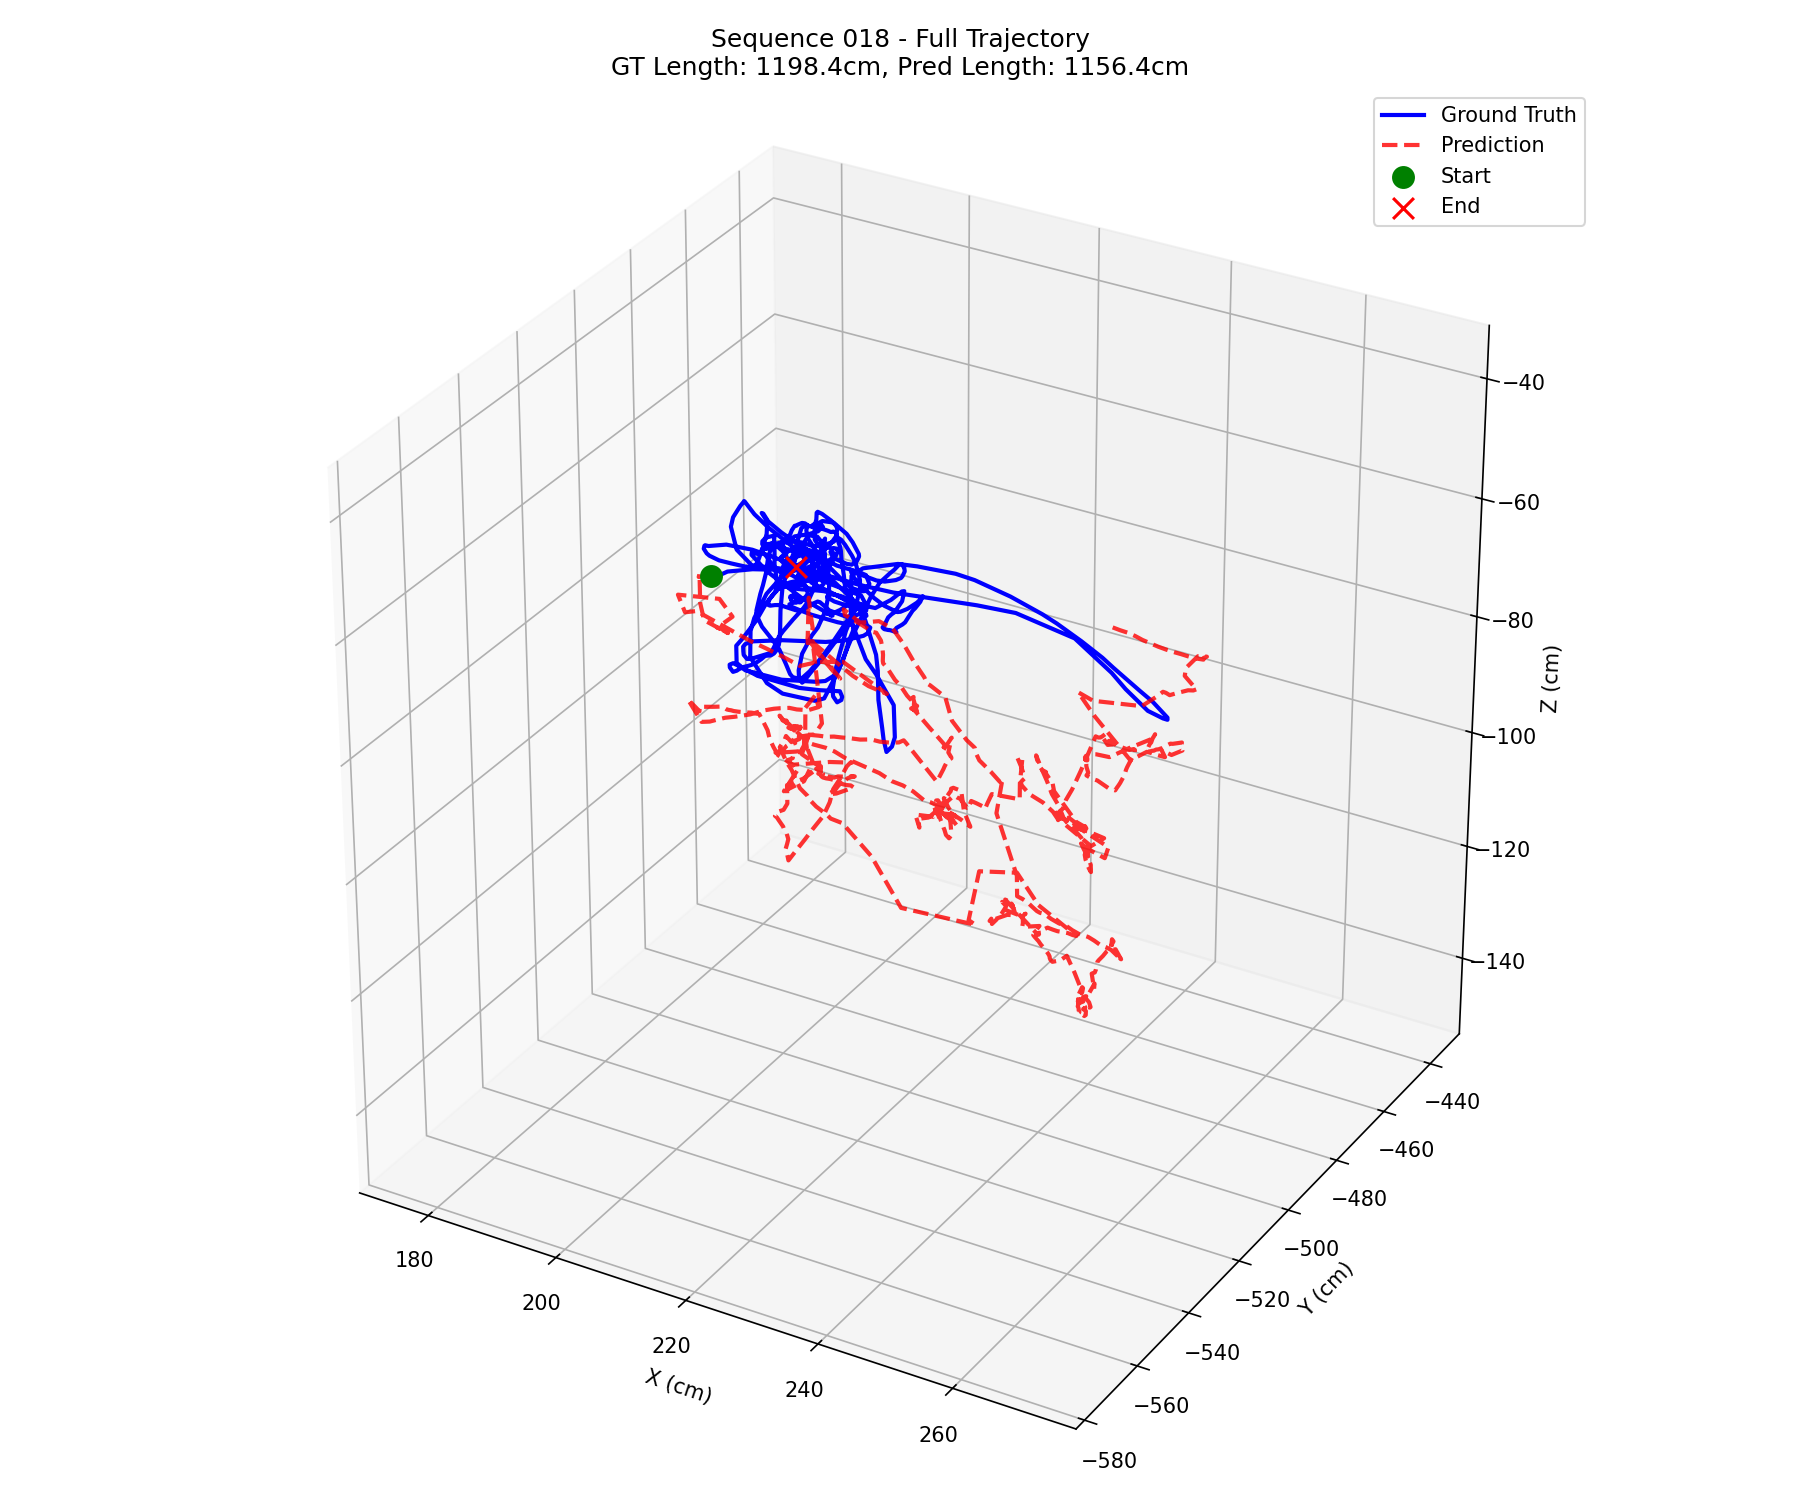 Sequence 018 - Full Trajectory
GT Length: 1198.4cm, Pred Length: 1156.4cm
Ground Truth
Prediction
Start
End
−40
−60
−80
−100
−120
−140
Z (cm)
−440
−460
−480
−500
−520
−540
−560
−580
Y (cm)
180
200
220
240
260
X (cm)